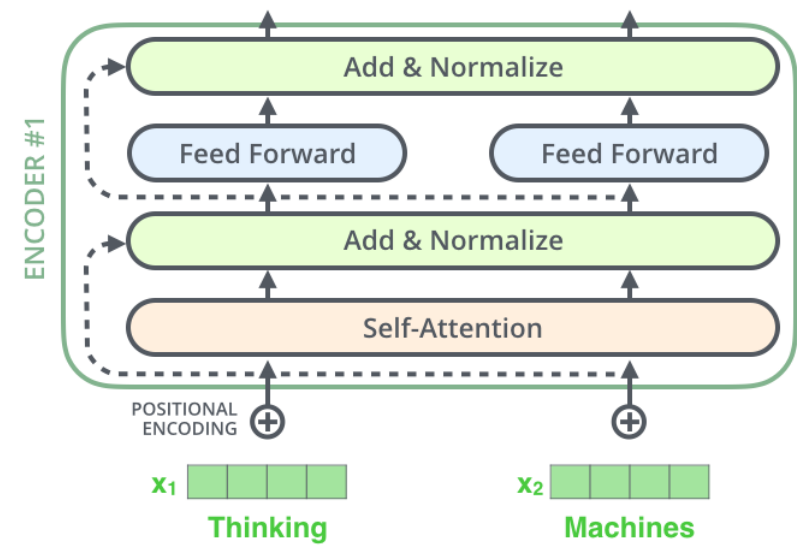 ENCODER #1
Add & Normalize
Feed Forward
Feed Forward
Add & Normalize
Self-Attention
POSITIONAL
ENCODING
x1
x2
Thinking
Machines